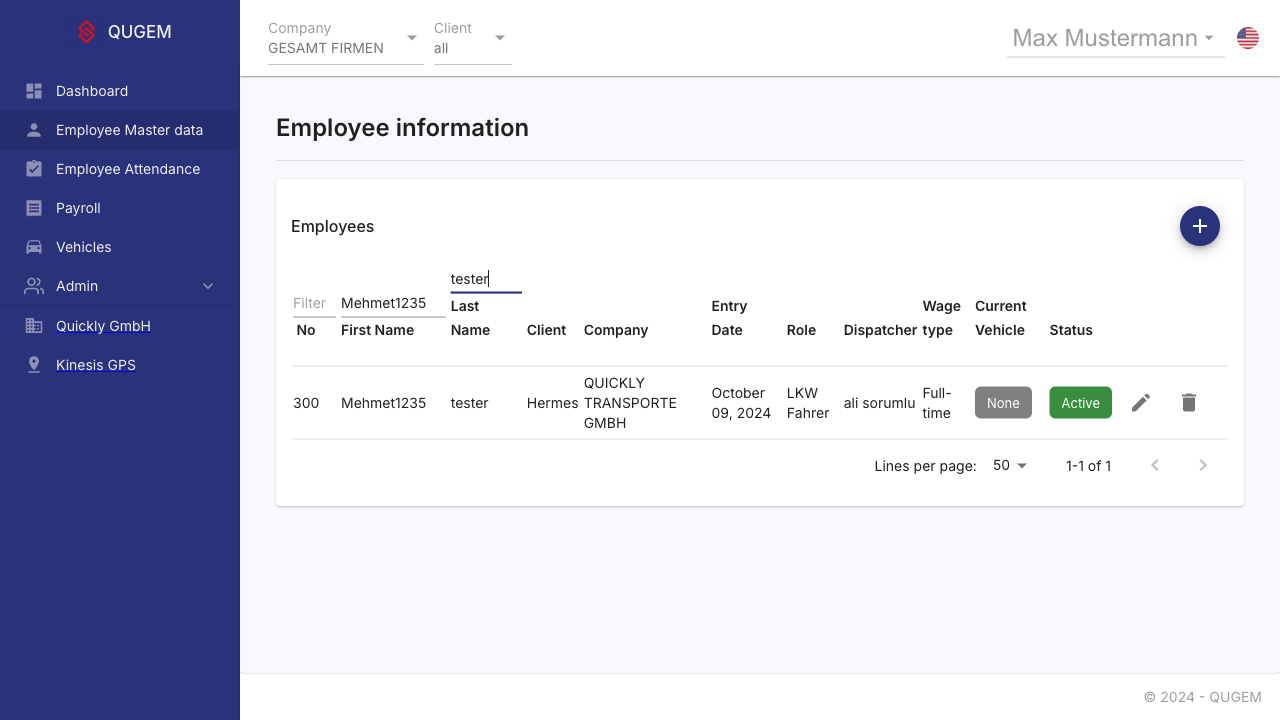 QUGEM
Dashboard
Employee Master data
Employee Attendance
Payroll
Vehicles
Admin
Quickly GmbH
Kinesis GPS
Company
GESAMT FIRMEN
Client
all
Max Mustermann
Employee information
Employees
Filter
No
Mehmet1235
First Name
tester
Last
Name
Client
Company
Entry
Date
Role
Dispatcher
Wage
type
Current
Vehicle
Status
300
Mehmet1235
tester
Hermes
QUICKLY
TRANSPORTE
GMBH
October
09, 2024
LKW
Fahrer
ali sorumlu
Full-
time
None
Active
Lines per page: 50 1-1 of 1
© 2024 - QUGEM